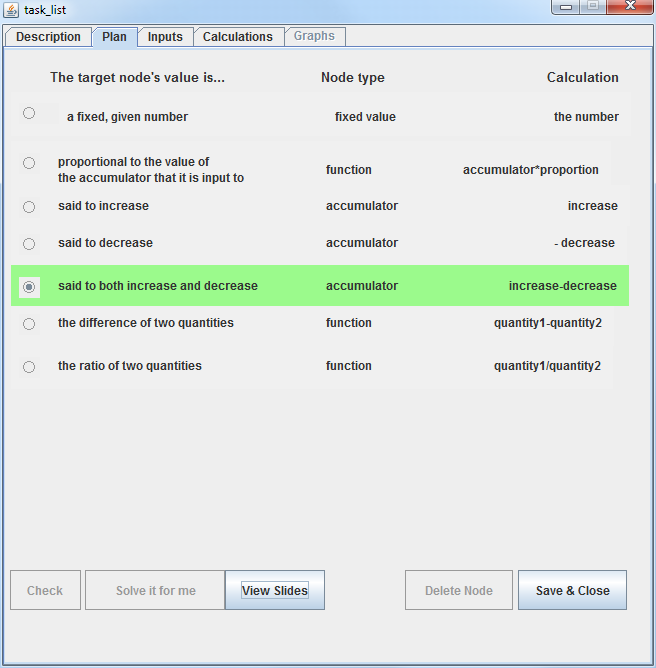 task_list
Description Plan Inputs Calculations Graphs
The target node's value is... Node type Calculation
a fixed, given number fixed value the number
proportional to the value of
the accumulator that it is input to function accumulator*proportion
said to increase accumulator increase
said to decrease accumulator - decrease
said to both increase and decrease accumulator increase-decrease
the difference of two quantities function quantity1-quantity2
the ratio of two quantities function quantity1/quantity2
Check Solve it for me View Slides Delete Node Save & Close